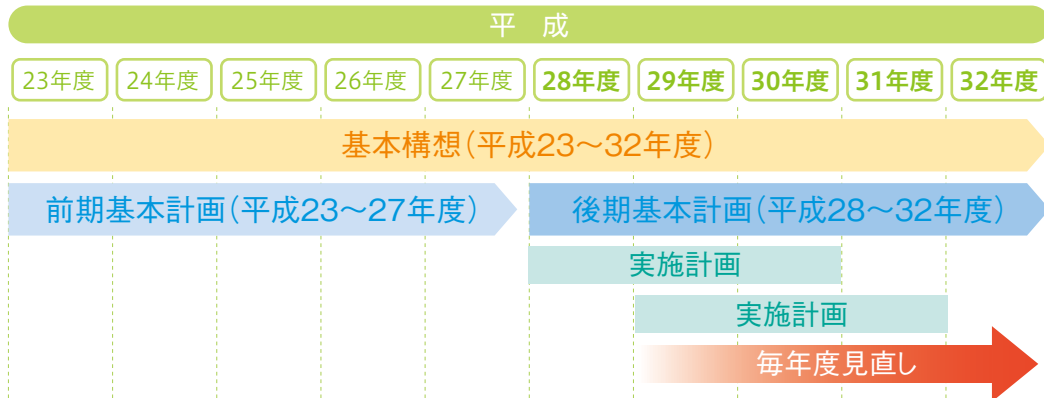 平成
23年度 24年度 25年度 26年度 27年度 28年度 29年度 30年度 31年度 32年度
基本構想(平成23～32年度)
前期基本計画(平成23～27年度) 後期基本計画(平成28～32年度)
実施計画
実施計画
毎年度見直し